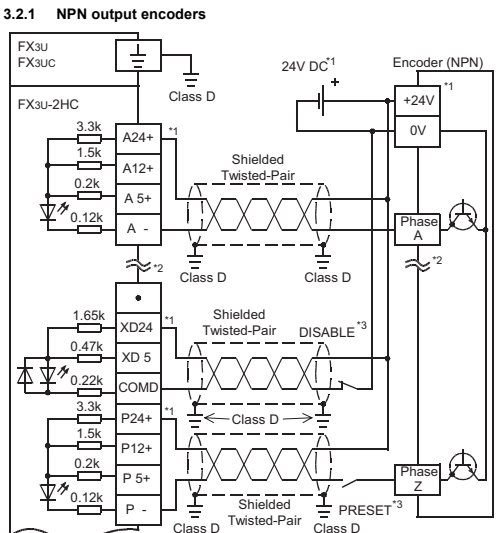 3.2.1 NPN output encoders
FX3U
FX3UC
24V DC*1
Encoder (NPN)
+
*1
+24V
Class D
FX3U-2HC
0V
3.3k
A24+
*1
1.5k
A12+
Shielded
Twisted-Pair
0.2k
A 5+
0.12k
A -
Phase
A
*2
*2
Class D
Class D
1.65k
XD24
*1
Shielded
Twisted-Pair
DISABLE*3
0.47k
XD 5
0.22k
COMD
3.3k
P24+
*1
Class D
1.5k
P12+
0.2k
P 5+
Phase
Z
0.12k
P -
Shielded
Twisted-Pair
PRESET*3
Class D
Class D